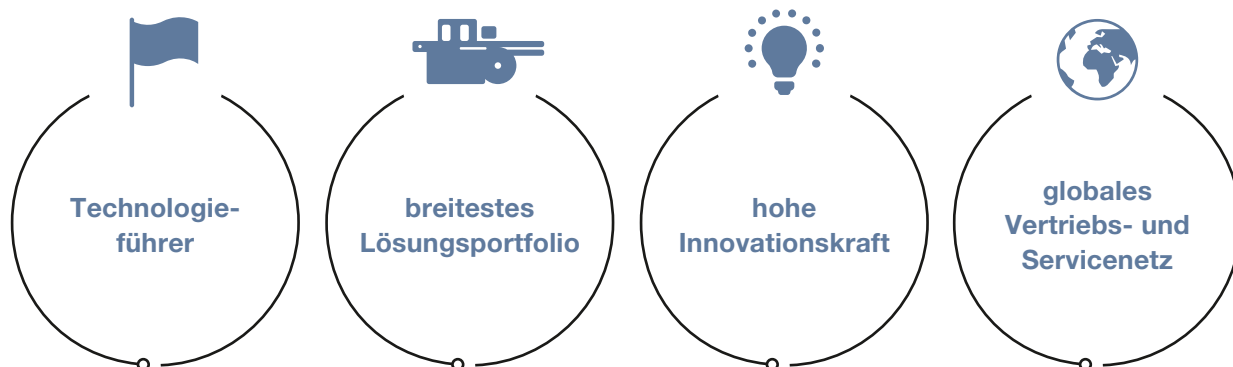 Technologie-
führer
breitestes
Lösungsportfolio
hohe
Innovationskraft
globales
Vertriebs- und
Servicenetz